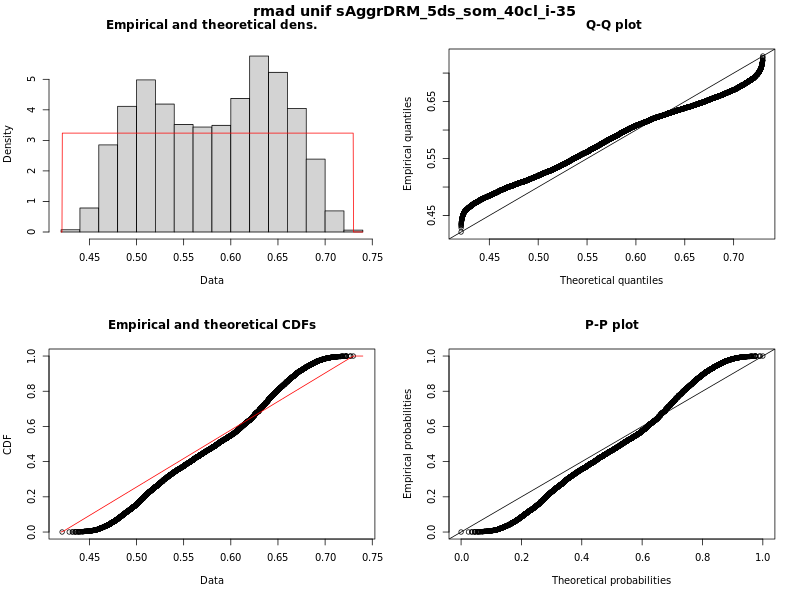 rmad unif sAggrDRM_5ds_som_40cl_i-35
Empirical and theoretical dens.
Density
0 1 2 3 4 5
0.45 0.50 0.55 0.60 0.65 0.70 0.75
Data
Q-Q plot
Empirical quantiles
0.45 0.55 0.65
0.45 0.50 0.55 0.60 0.65 0.70
Theoretical quantiles
Empirical and theoretical CDFs
CDF
0.0 0.2 0.4 0.6 0.8 1.0
0.45 0.50 0.55 0.60 0.65 0.70 0.75
Data
P-P plot
Empirical probabilities
0.0 0.2 0.4 0.6 0.8 1.0
0.0 0.2 0.4 0.6 0.8 1.0
Theoretical probabilities